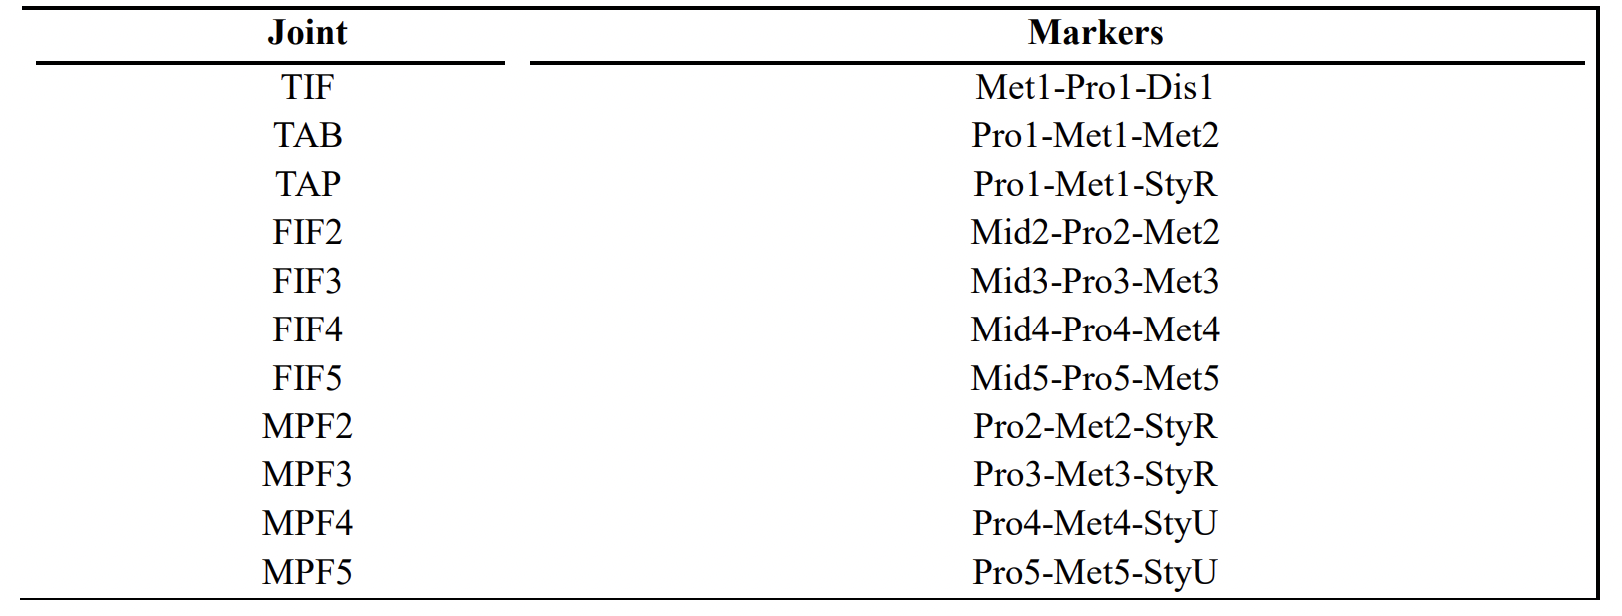 Joint Markers
TIF Met1-Pro1-Dis1
TAB Pro1-Met1-Met2
TAP Pro1-Met1-StyR
FIF2 Mid2-Pro2-Met2
FIF3 Mid3-Pro3-Met3
FIF4 Mid4-Pro4-Met4
FIF5 Mid5-Pro5-Met5
MPF2 Pro2-Met2-StyR
MPF3 Pro3-Met3-StyR
MPF4 Pro4-Met4-StyU
MPF5 Pro5-Met5-StyU